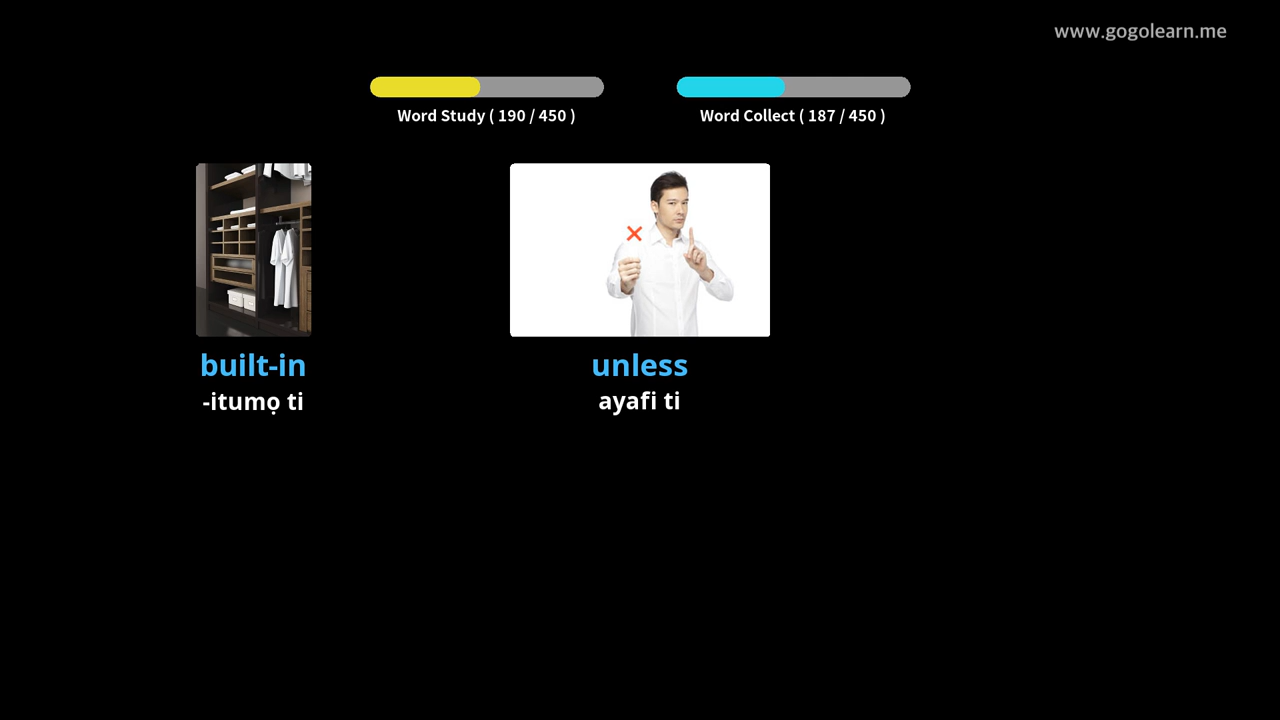 www.gogolearn.me
Word Study ( 190 / 450 )
Word Collect ( 187 / 450 )
built-in
-itumọ ti
unless
ayafi ti